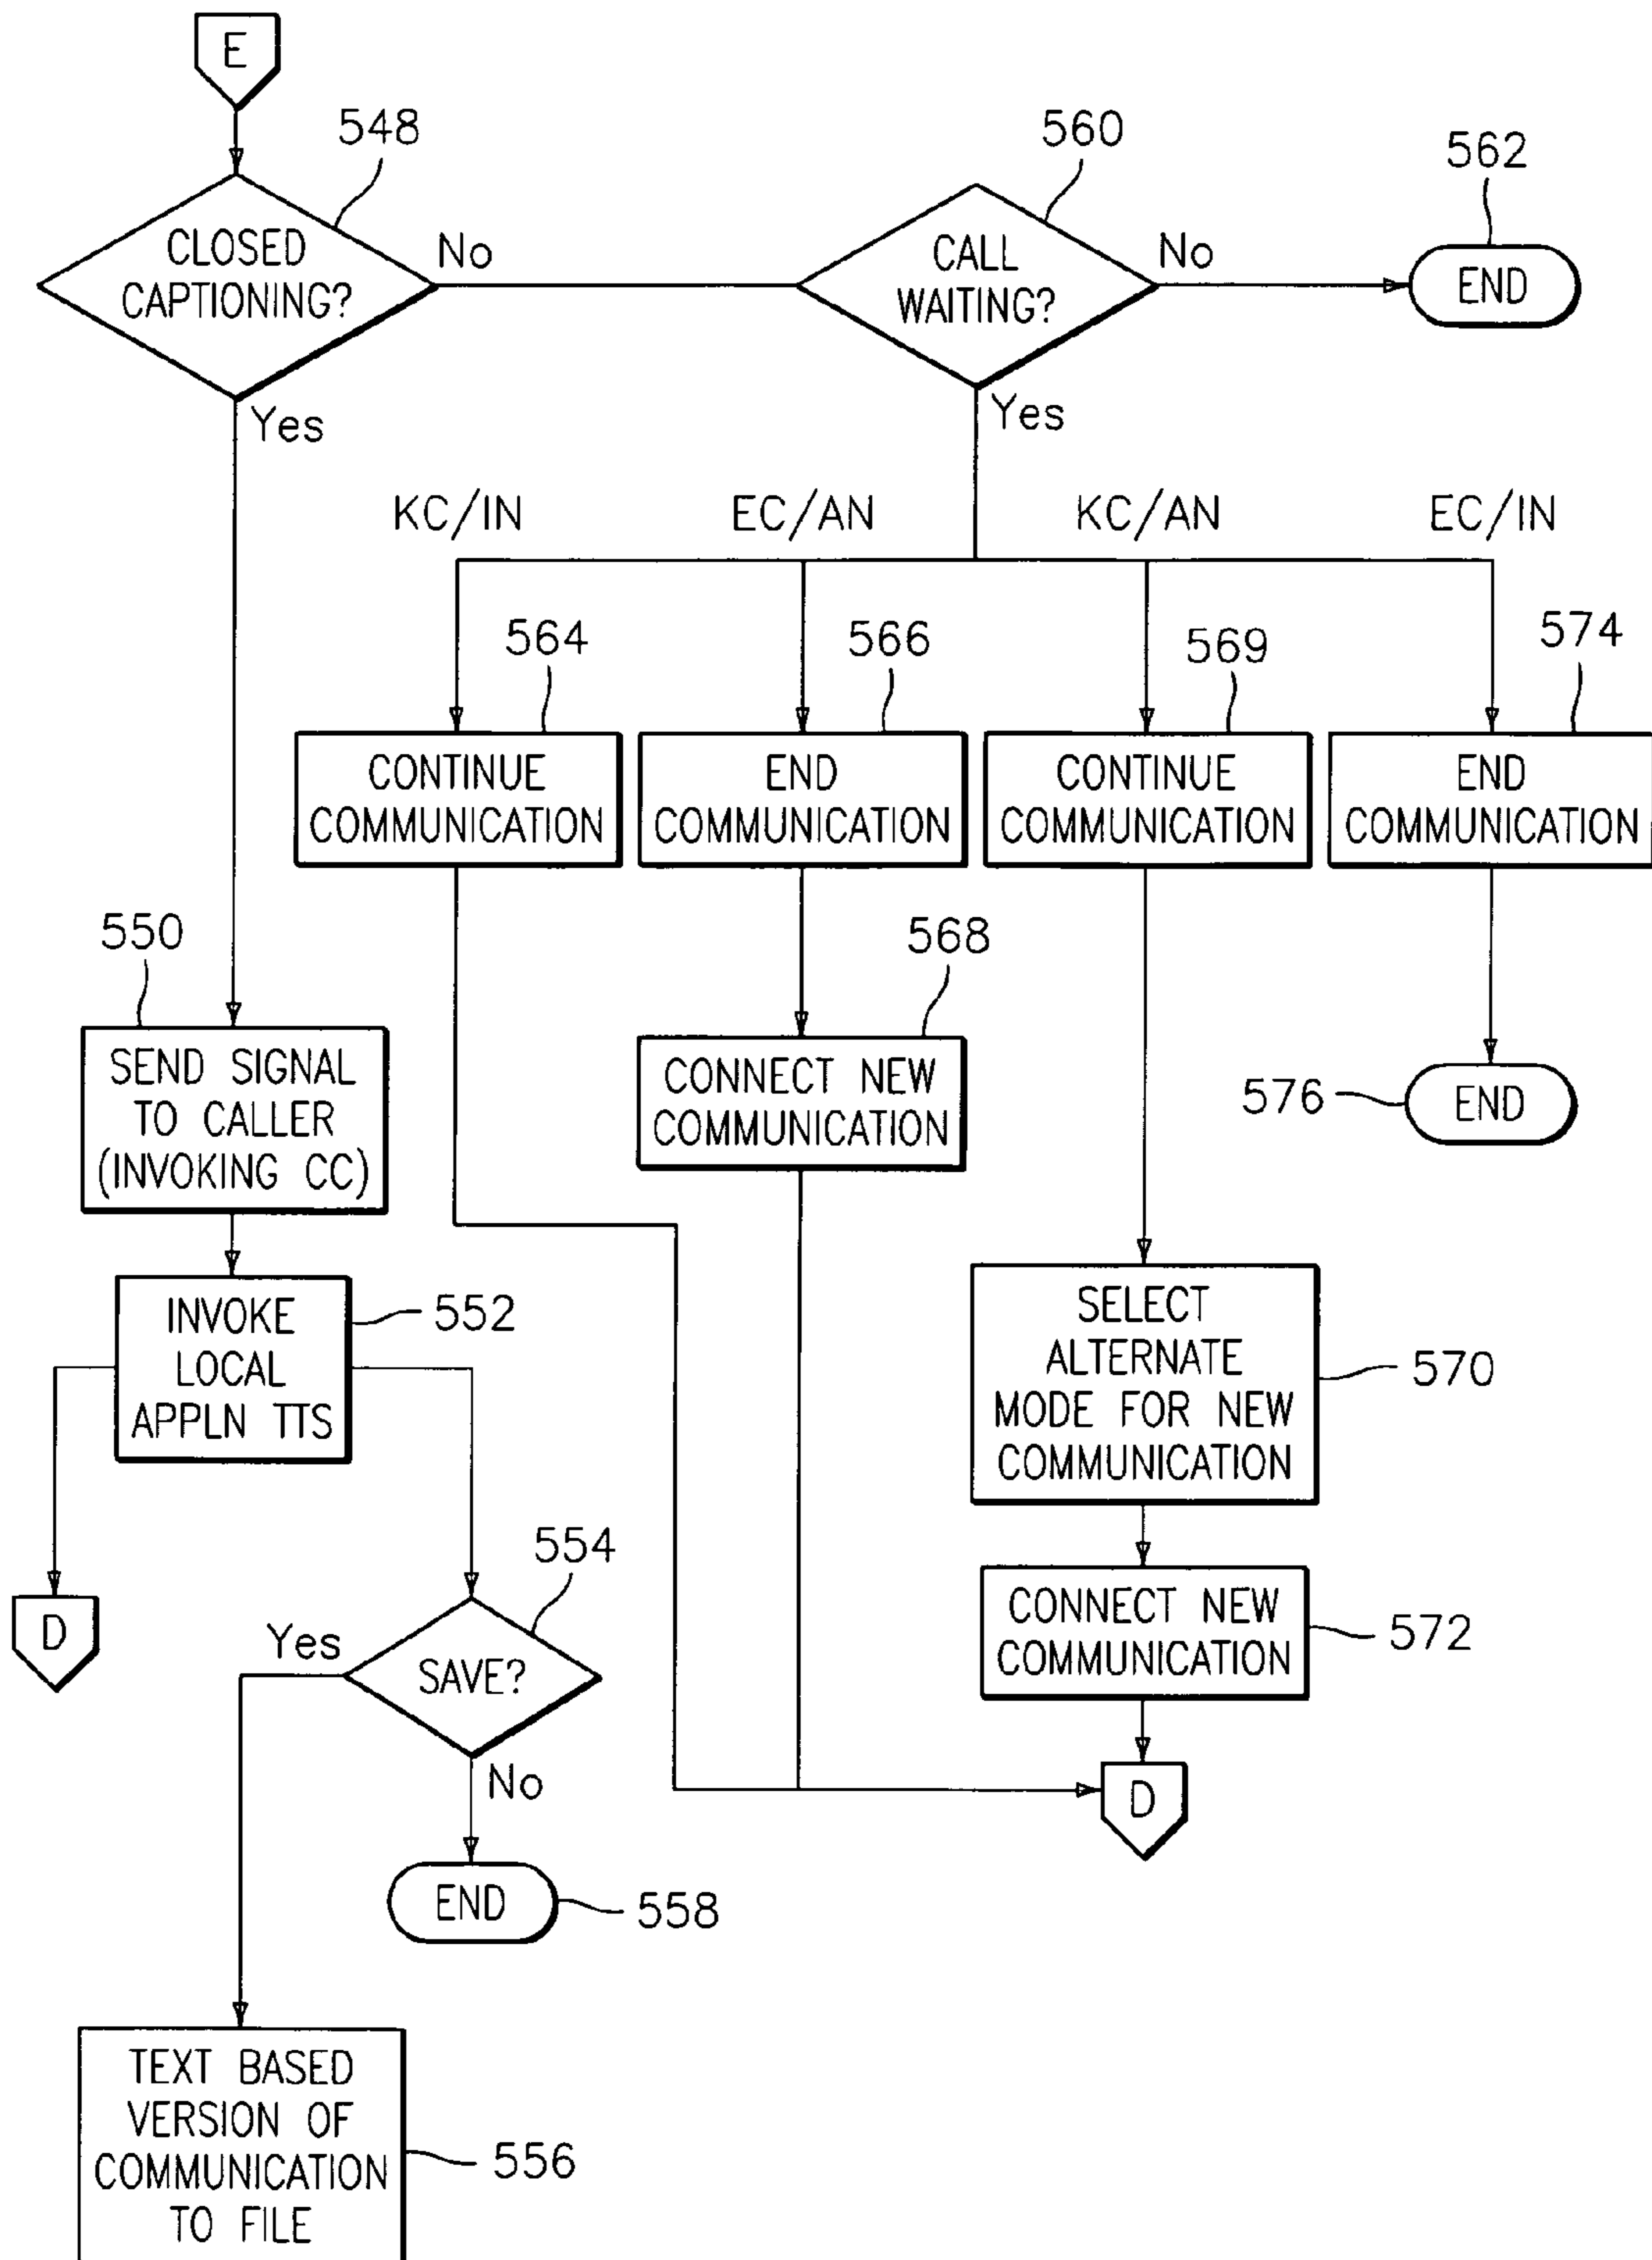 E
548
CLOSED
CAPTIONING?
No
Yes
560
CALL
WAITING?
No
Yes
562
END
KC/IN
EC/AN
KC/AN
EC/IN
564
CONTINUE
COMMUNICATION
566
END
COMMUNICATION
569
CONTINUE
COMMUNICATION
574
END
COMMUNICATION
550
SEND SIGNAL
TO CALLER
(INVOKING CC)
568
CONNECT NEW
COMMUNICATION
576
END
552
INVOKE
LOCAL
APPLN TTS
570
SELECT
ALTERNATE
MODE FOR NEW
COMMUNICATION
D
554
Yes
SAVE?
No
572
CONNECT NEW
COMMUNICATION
D
END
558
TEXT BASED
VERSION OF
COMMUNICATION
TO FILE
556